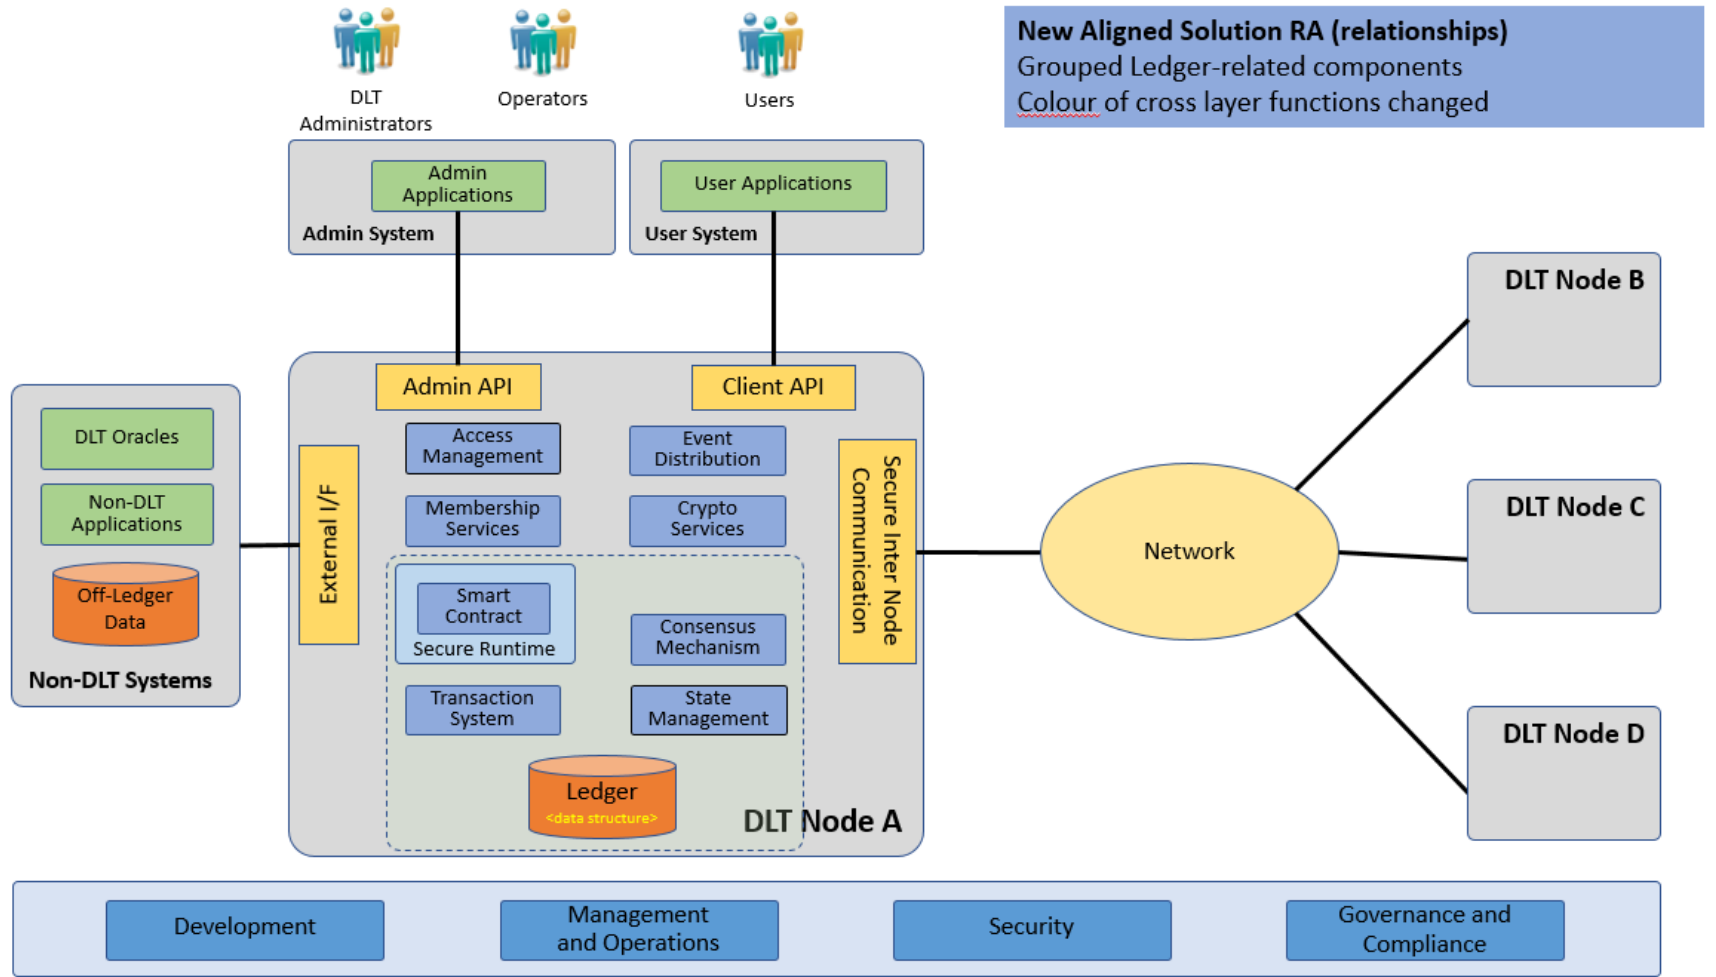 New Aligned Solution RA (relationships)
Grouped Ledger-related components
Colour of cross layer functions changed
DLT
Administrators
Operators
Users
Admin
Applications
Admin System
User Applications
User System
DLT Node B
DLT Node C
DLT Node D
Network
DLT Oracles
Non-DLT
Applications
Off-Ledger
Data
Non-DLT Systems
External I/F
Admin API
Client API
Access
Management
Event
Distribution
Membership
Services
Crypto
Services
Secure Inter Node
Communication
Smart
Contract
Secure Runtime
Consensus
Mechanism
Transaction
System
State
Management
Ledger
<data structure>
DLT Node A
Development
Management
and Operations
Security
Governance and
Compliance